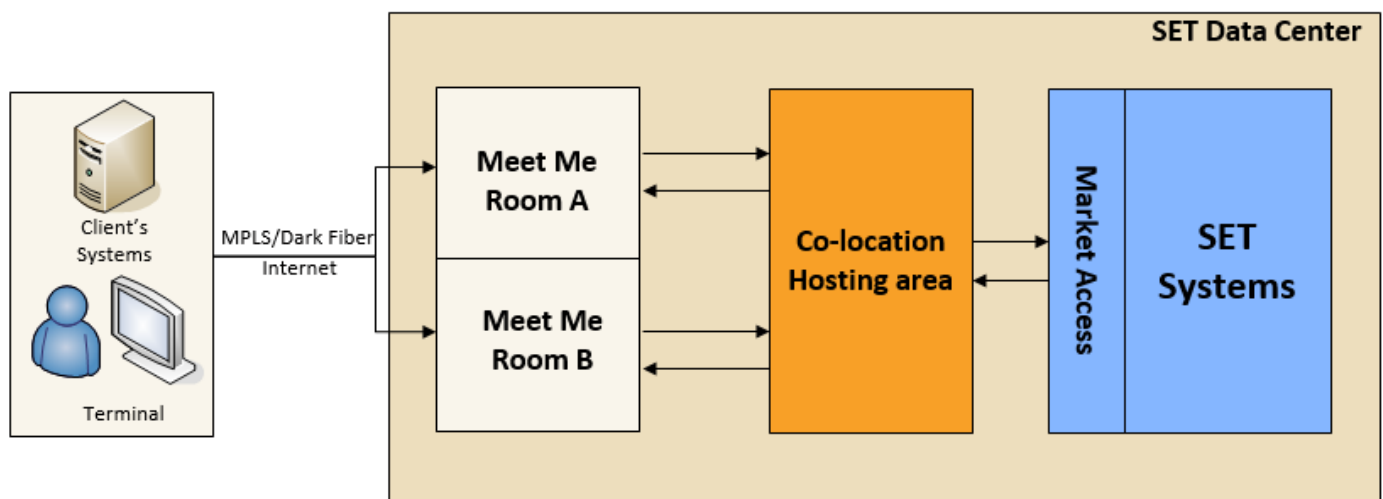 SET Data Center
Client's
Systems
Terminal
MPLS/Dark Fiber
Internet
Meet Me
Room A
Meet Me
Room B
Co-location
Hosting area
Market Access
SET
Systems